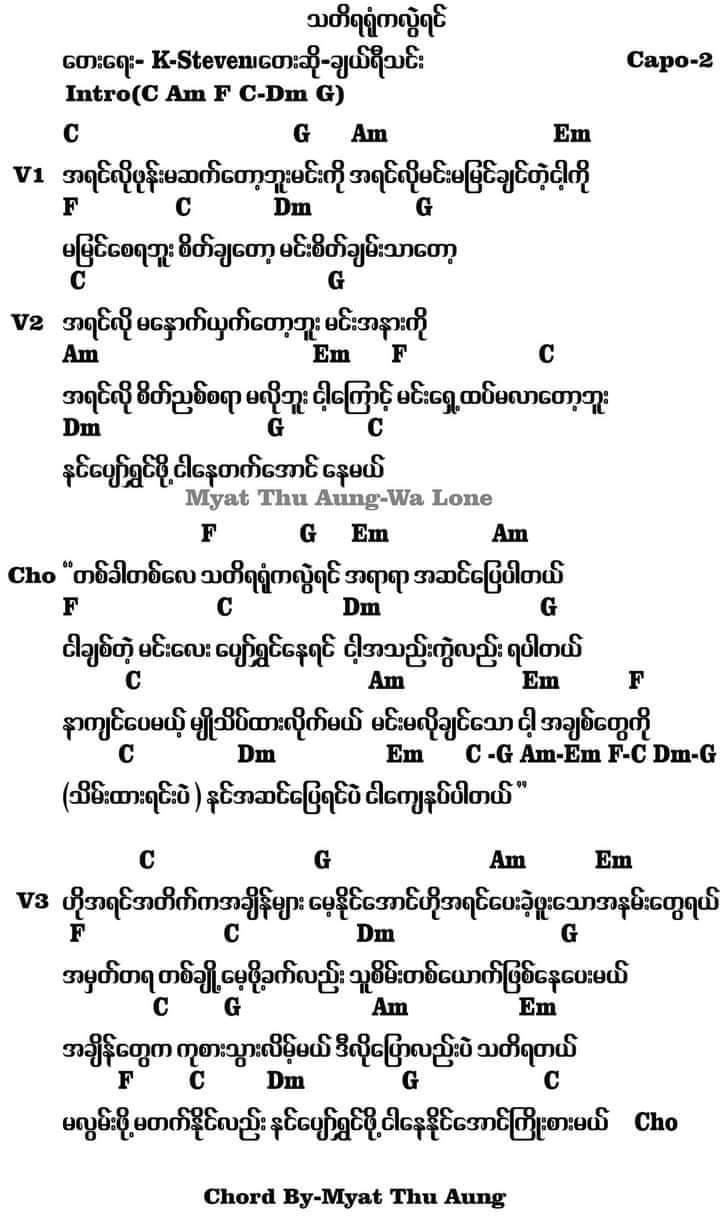 သတိရရုံကလွဲရင်
တေးရေး- K-Steven၊တေးဆို-ချယ်ရီသင်း Capo-2
Intro(C Am F C-Dm G)
C G Am Em
V1 အရင်လိုဖုန်းမဆက်တော့ဘူးမင်းကို အရင်လိုမင်းမမြင်ချင်တဲ့ငါ့ကို
F C Dm G
မမြင်စေရဘူး စိတ်ချတော့ မင်းစိတ်ချမ်းသာတော့
C G
V2 အရင်လို မနှောက်ယှက်တော့ဘူး မင်းအနားကို
Am Em F C
အရင်လို စိတ်ညစ်စရာ မလိုဘူး ငါ့ကြောင့် မင်းရှေ့ထပ်မလာတော့ဘူး
Dm G C
နင်ပျော်ရွှင်ဖို့ ငါနေတက်အောင် နေမယ်
Myat Thu Aung-Wa Lone
F G Em Am
Cho “တစ်ခါတစ်လေ သတိရရုံကလွဲရင် အရာရာ အဆင်ပြေပါတယ်
F C Dm G
ငါချစ်တဲ့ မင်းလေး ပျော်ရွှင်နေရင် ငါ့အသည်းကွဲလည်း ရပါတယ်
C Am Em F
နာကျင်ပေမယ့် မျိုသိပ်ထားလိုက်မယ် မင်းမလိုချင်သော ငါ့ အချစ်တွေကို
C Dm Em C -G Am-Em F-C Dm-G
(သိမ်းထားရင်းပဲ ) နင်အဆင်ပြေရင်ပဲ ငါကျေနပ်ပါတယ် ”
C G Am Em
V3 ဟိုအရင်အတိက်ကအချိန်များ မေ့နိုင်အောင်ဟိုအရင်ပေးခဲ့ဖူးသောအနမ်းတွေရယ်
F C Dm G
အမှတ်တရ တစ်ချို့မေ့ဖို့ခက်လည်း သူစိမ်းတစ်ယောက်ဖြစ်နေပေးမယ်
C G Am Em
အချိန်တွေက ကုစားသွားလိမ့်မယ် ဒီလိုပြောလည်းပဲ သတိရတယ်
F C Dm G C
မလွမ်းဖို့ မတက်နိုင်လည်း နင်ပျော်ရွှင်ဖို့ ငါနေနိုင်အောင်ကြိုးစားမယ် Cho
Chord By-Myat Thu Aung